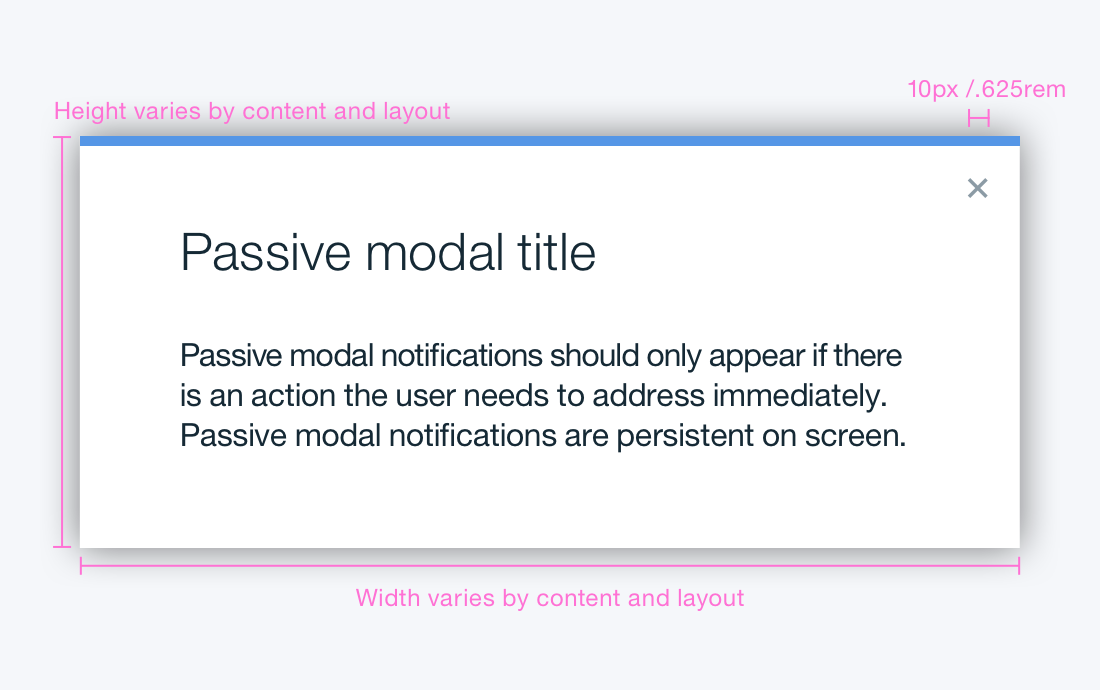 10px /.625rem
Height varies by content and layout
Passive modal title
Passive modal notifications should only appear if there
is an action the user needs to address immediately.
Passive modal notifications are persistent on screen.
Width varies by content and layout